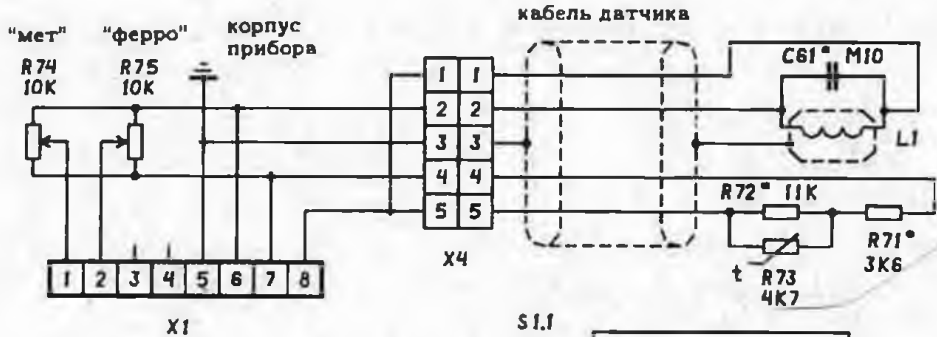 кабель датчика
"мет" "ферро" корпус прибора
R74 10K
R75 10K
C61* M10
L1
1 1
2 2
3 3
4 4
5 5
X4
R72* 11K
R71* 3K6
t R73 4K7
1 2 3 4 5 6 7 8
X1
S1.1